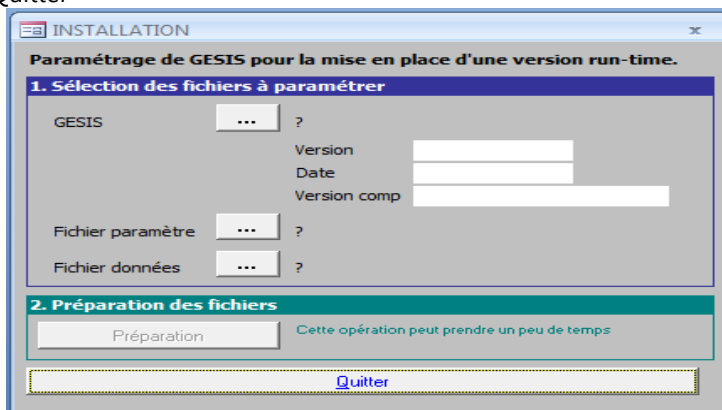 Quitter
INSTALLATION
Paramétrage de GESIS pour la mise en place d'une version run-time.
1. Sélection des fichiers à paramétrer
GESIS ... ?
Version
Date
Version comp
Fichier paramètre ... ?
Fichier données ... ?
2. Préparation des fichiers
Préparation Cette opération peut prendre un peu de temps
Quitter